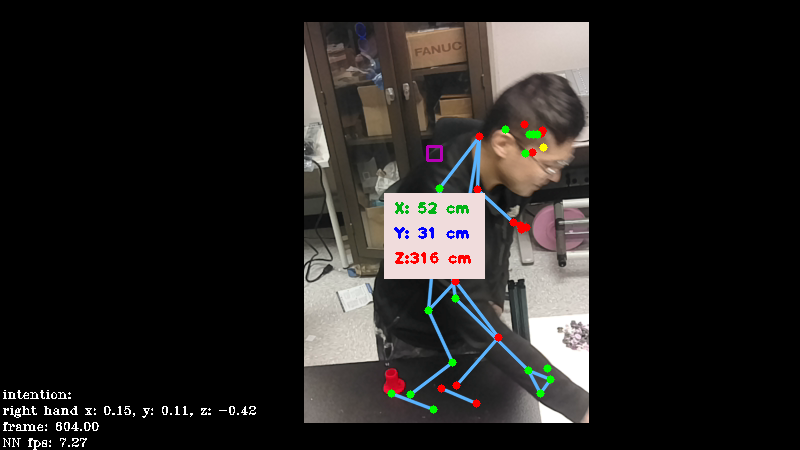 FANUC
X: 52 cm
Y: 31 cm
Z:316 cm
intention:
right hand x: 0.15, y: 0.11, z: −0.42
frame: 604.00
NN fps: 7.27